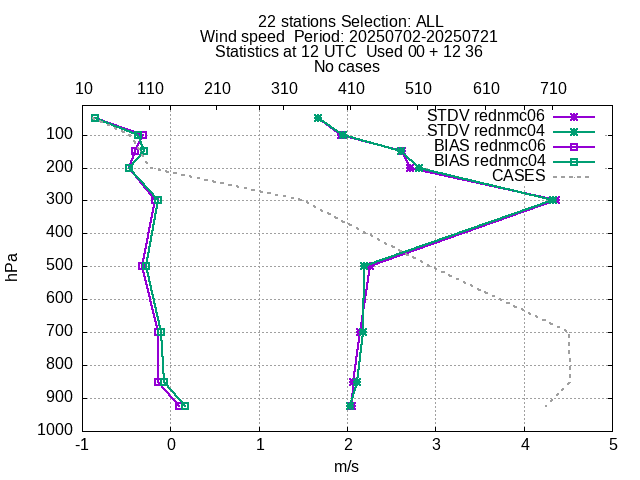 22 stations Selection: ALL
Wind speed  Period: 20250702-20250721
Statistics at 12 UTC  Used 00 + 12 36
No cases
10 110 210 310 410 510 610 710
STDV rednmc06
STDV rednmc04
BIAS rednmc06
BIAS rednmc04
CASES
100
200
300
400
500
600
700
800
900
1000
hPa
-1 0 1 2 3 4 5
m/s